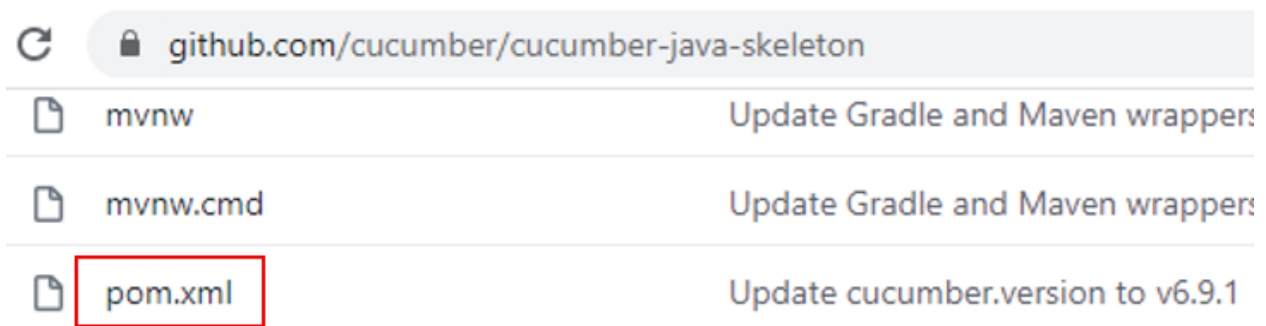 github.com/cucumber/cucumber-java-skeleton
mvnw Update Gradle and Maven wrappers
mvnw.cmd Update Gradle and Maven wrappers
pom.xml Update cucumber.version to v6.9.1